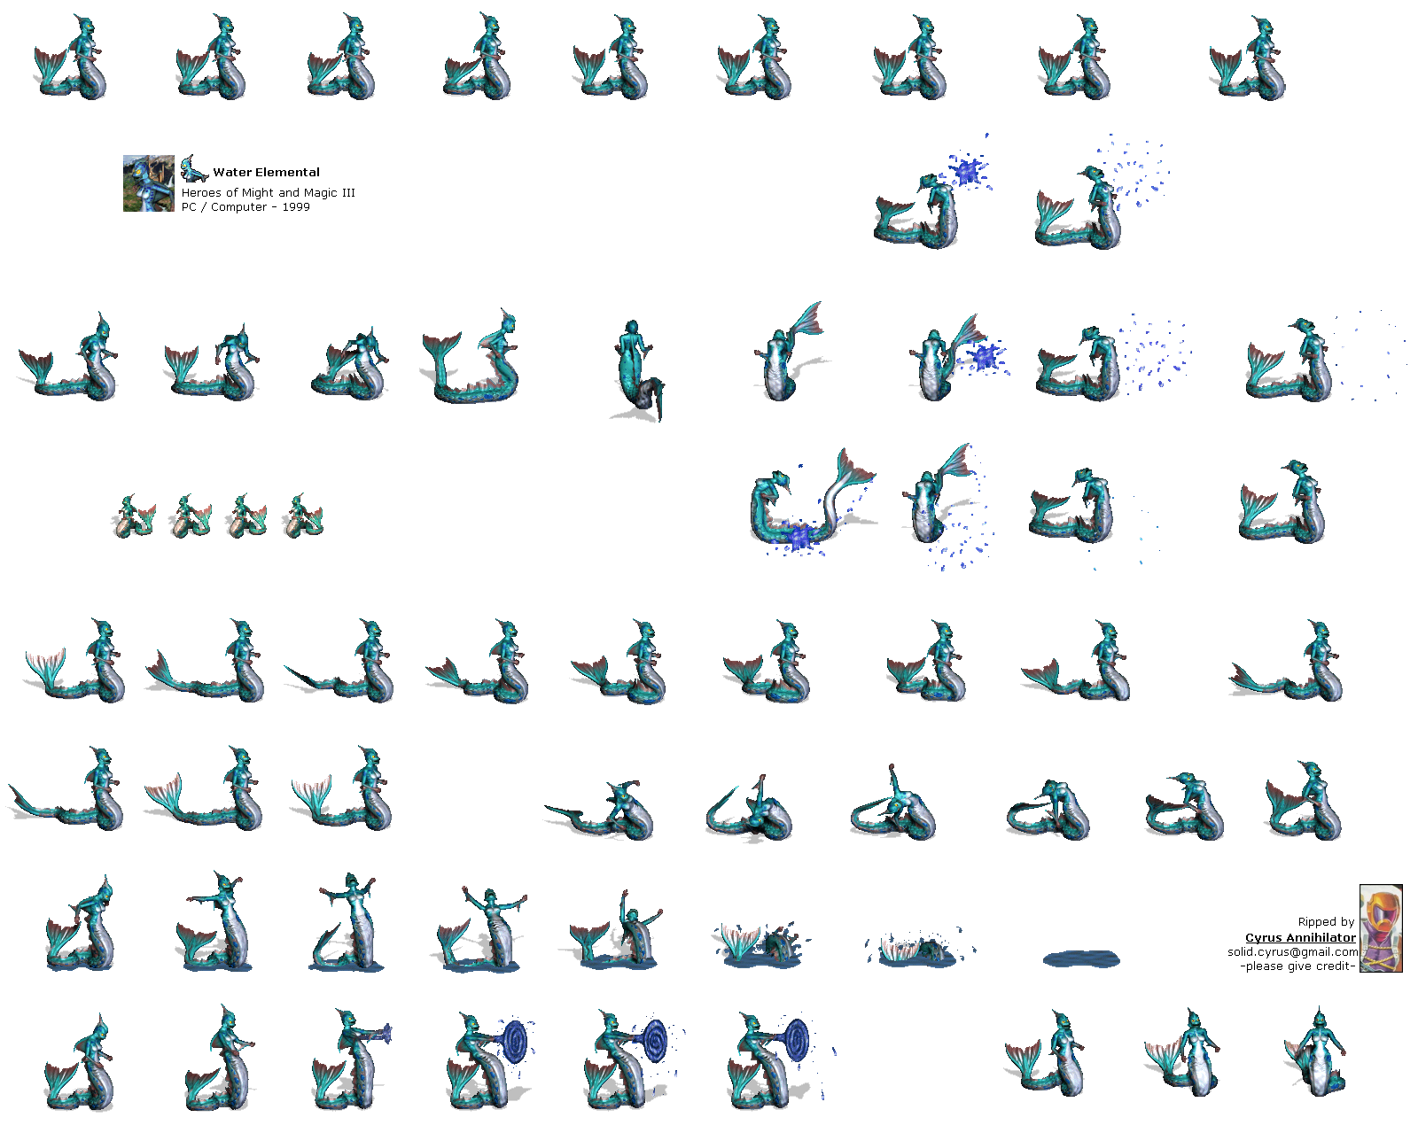 Water Elemental
Heroes of Might and Magic III
PC / Computer - 1999
Ripped by
Cyrus Annihilator
solid.cyrus@gmail.com
-please give credit-